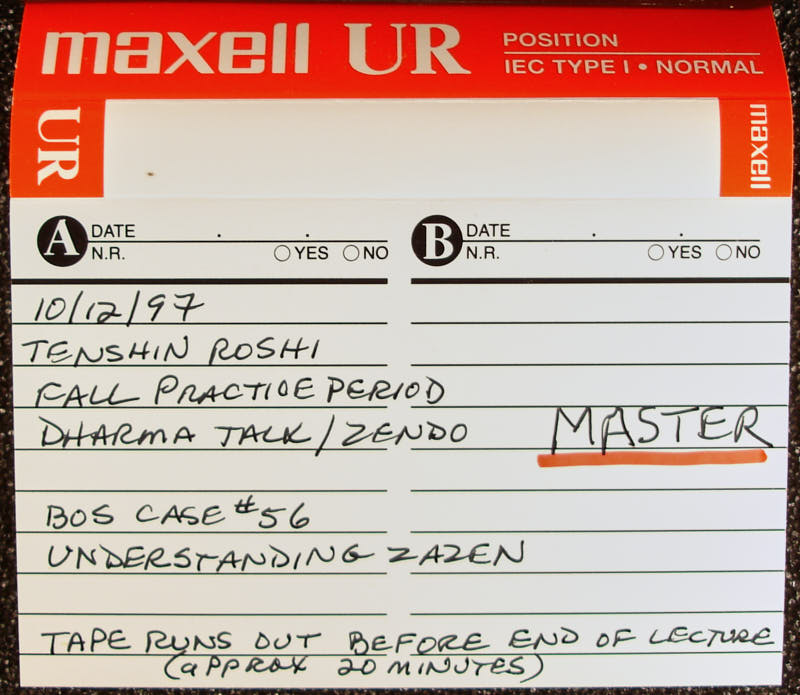 maxell UR POSITION
IEC TYPE I • NORMAL
UR
maxell
A DATE
N.R. YES NO
B DATE
N.R. YES NO
10/12/97
TENSHIN ROSHI
FALL PRACTICE PERIOD
DHARMA TALK/ZENDO
MASTER
BOS CASE #56
UNDERSTANDING ZAZEN
TAPE RUNS OUT BEFORE END OF LECTURE
(APPROX 20 MINUTES)